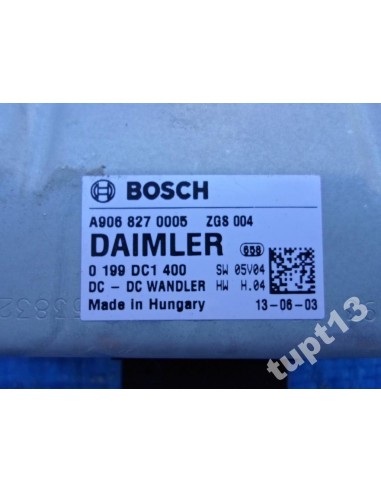 BOSCH
A906 827 0005 ZGS 004
DAIMLER 658
0 199 DC1 400 SW 05V04
DC - DC WANDLER HW H.04
Made in Hungary 13-06-03
tupt13